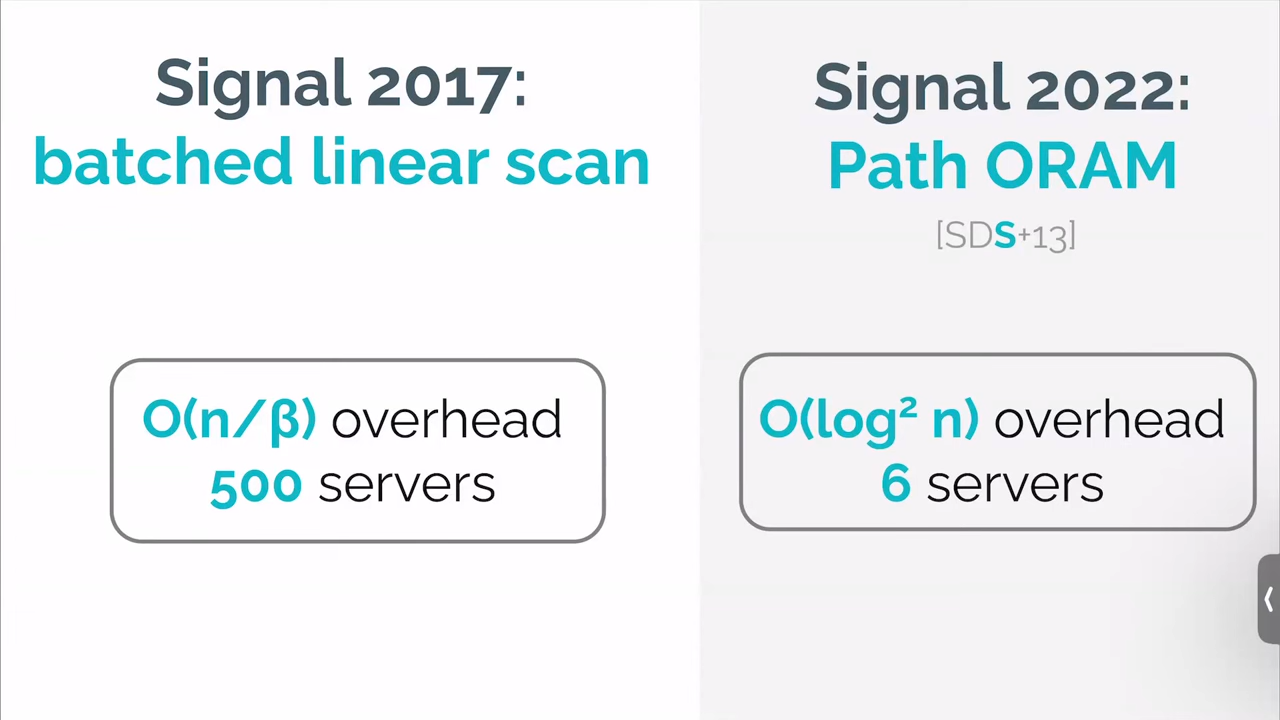 Signal 2017:
batched linear scan
O(n/β) overhead
500 servers
Signal 2022:
Path ORAM
[SDS+13]
O(log² n) overhead
6 servers